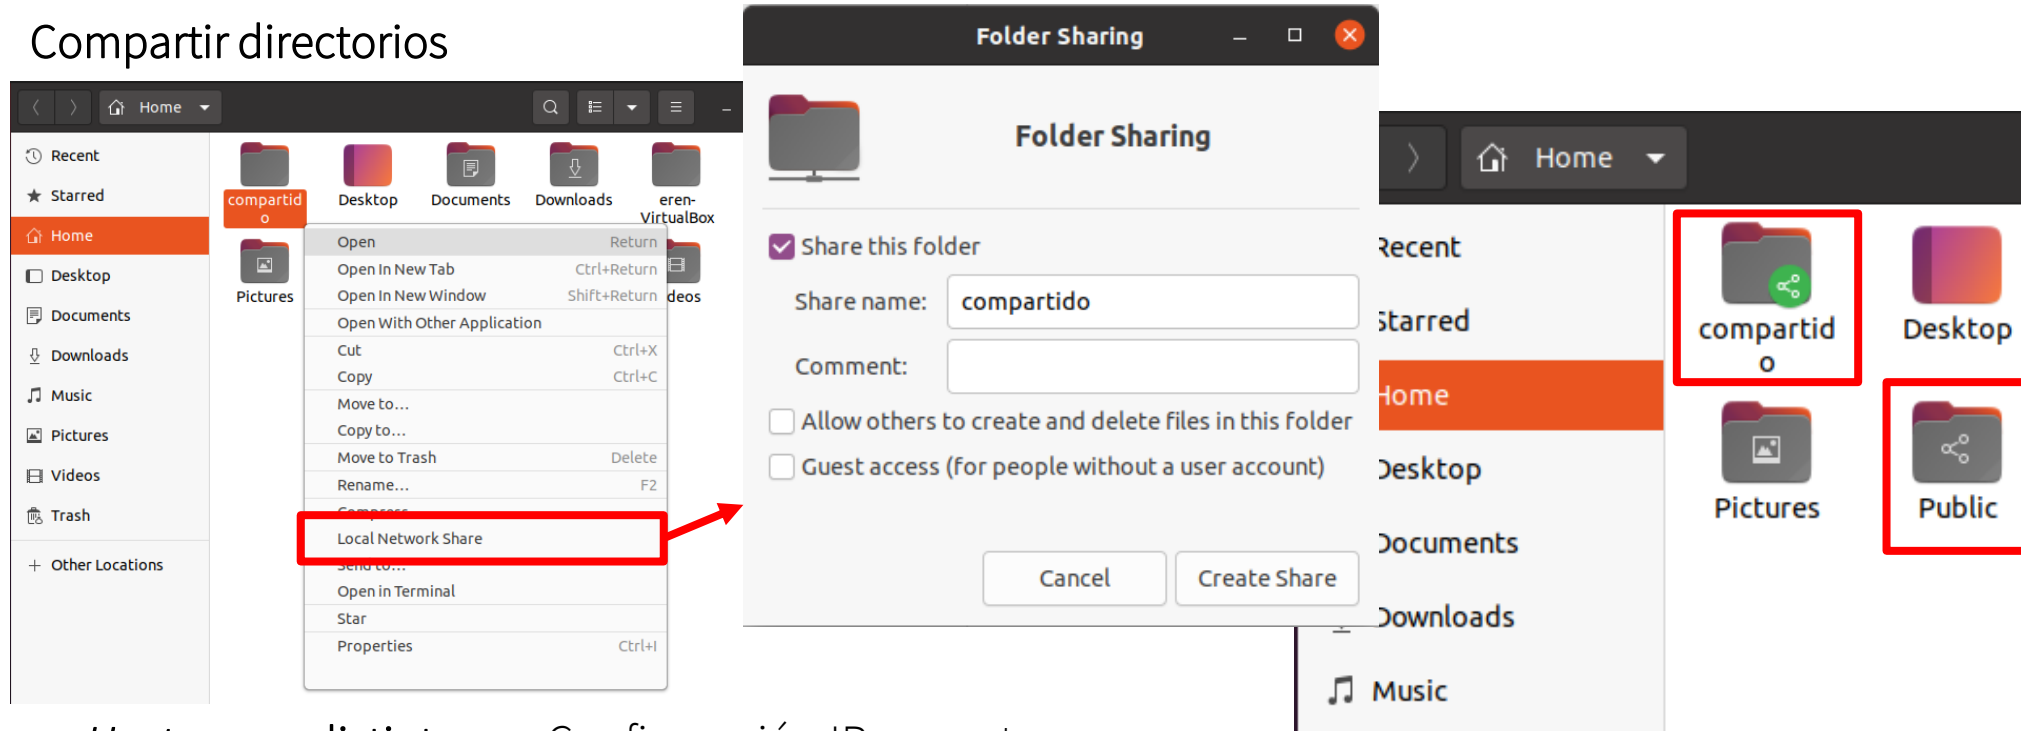 Compartir directorios
Home
Recent
Starred
Home
Desktop
Documents
Downloads
Music
Pictures
Videos
Trash
+ Other Locations
compartid
o
Desktop
Documents
Downloads
eren-
VirtualBox
Pictures
deos
Open Return
Open In New Tab Ctrl+Return
Open In New Window Shift+Return
Open With Other Application
Cut Ctrl+X
Copy Ctrl+C
Move to…
Copy to…
Move to Trash Delete
Rename… F2
Compress…
Local Network Share
Send to…
Open in Terminal
Star
Properties Ctrl+I
Folder Sharing
Folder Sharing
Share this folder
Share name: compartido
Comment:
Allow others to create and delete files in this folder
Guest access (for people without a user account)
Cancel
Create Share
Home
Recent
Starred
Home
Desktop
Documents
Downloads
Music
compartid
o
Desktop
Pictures
Public